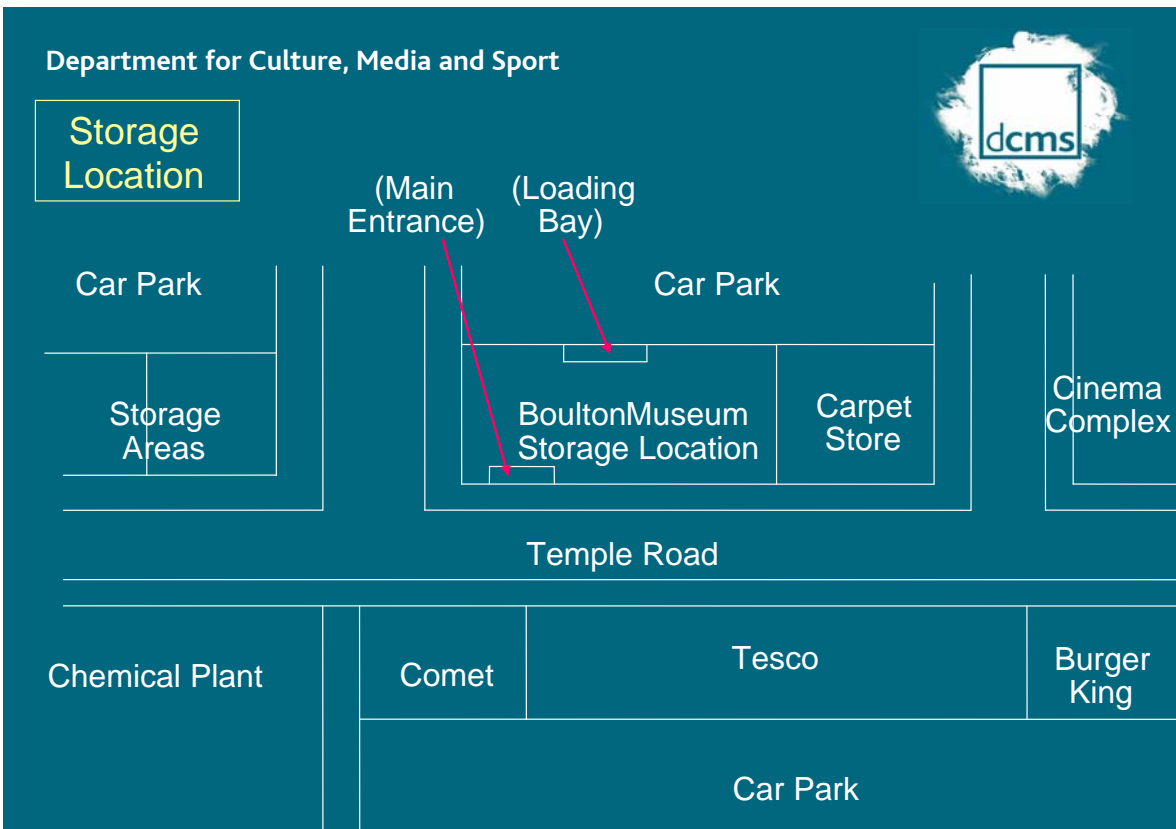 Department for Culture, Media and Sport
dcms
Storage
Location
(Main
Entrance)
(Loading
Bay)
Car Park
Car Park
Storage
Areas
BoultonMuseum
Storage Location
Carpet
Store
Cinema
Complex
Temple Road
Chemical Plant
Comet
Tesco
Burger
King
Car Park